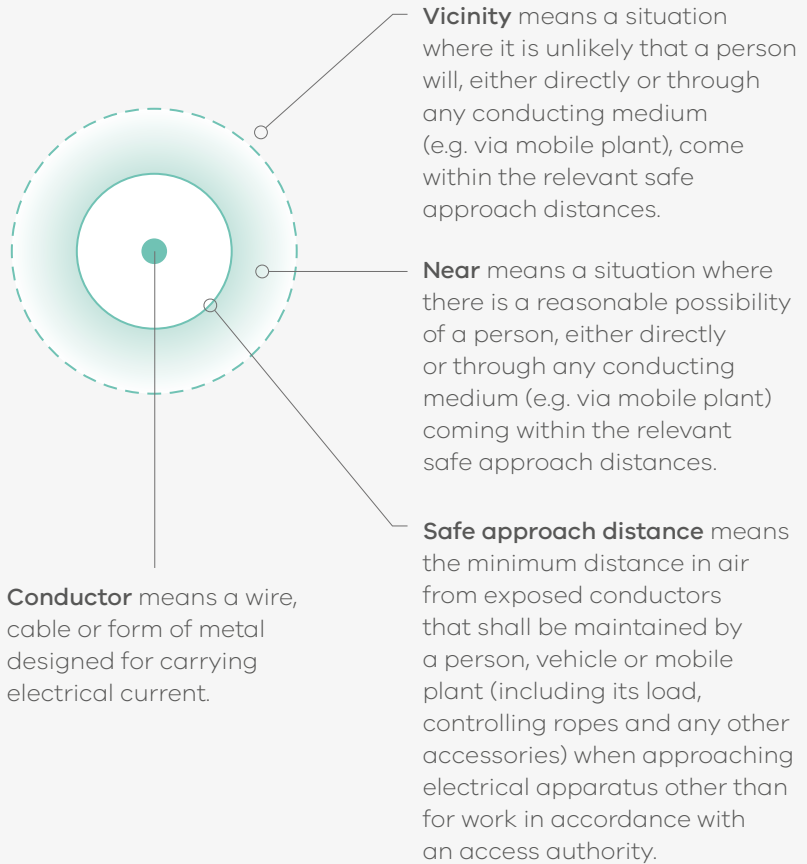 Vicinity means a situation
where it is unlikely that a person
will, either directly or through
any conducting medium
(e.g. via mobile plant), come
within the relevant safe
approach distances.
Near means a situation where
there is a reasonable possibility
of a person, either directly
or through any conducting
medium (e.g. via mobile plant)
coming within the relevant
safe approach distances.
Safe approach distance means
the minimum distance in air
from exposed conductors
that shall be maintained by
a person, vehicle or mobile
plant (including its load,
controlling ropes and any other
accessories) when approaching
electrical apparatus other than
for work in accordance with
an access authority.
Conductor means a wire,
cable or form of metal
designed for carrying
electrical current.